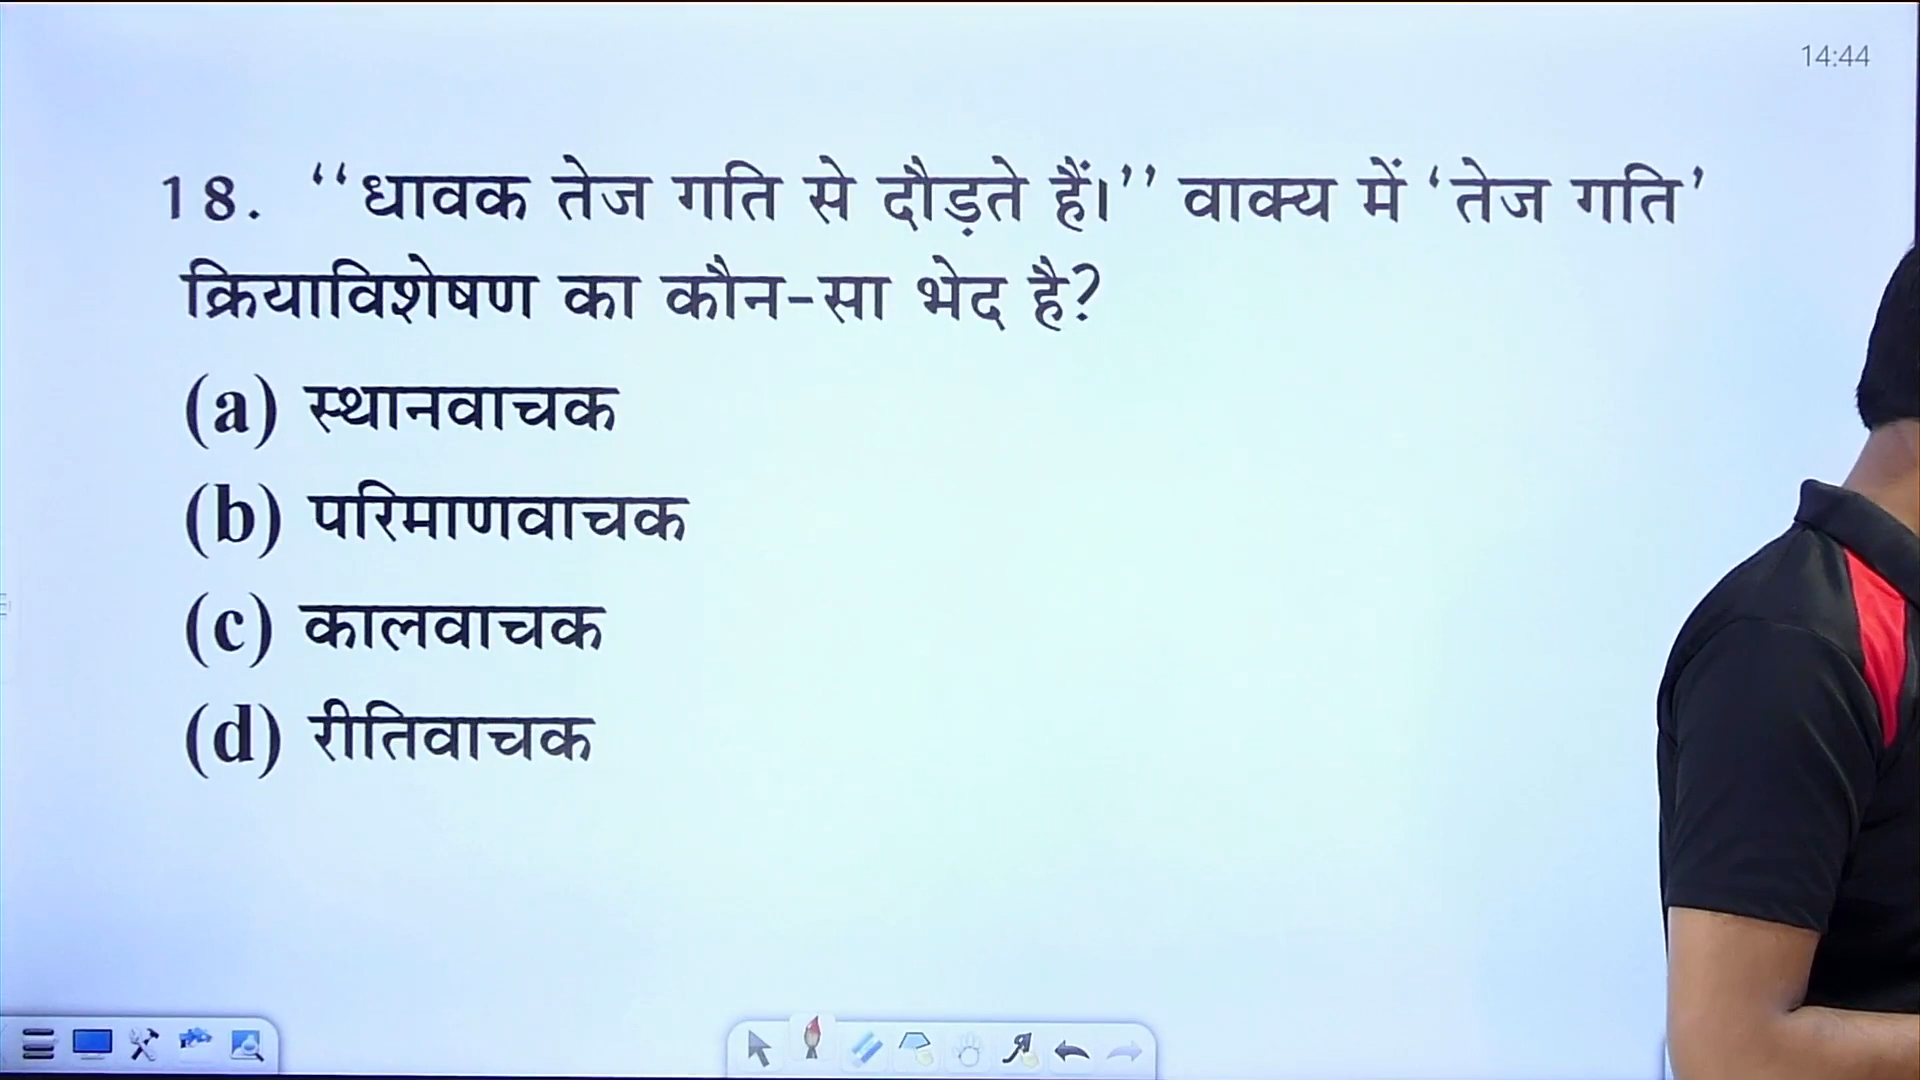 14:44
18. ‘‘धावक तेज गति से दौड़ते हैं।’’ वाक्य में ‘तेज गति’
क्रियाविशेषण का कौन-सा भेद है?
(a) स्थानवाचक
(b) परिमाणवाचक
(c) कालवाचक
(d) रीतिवाचक